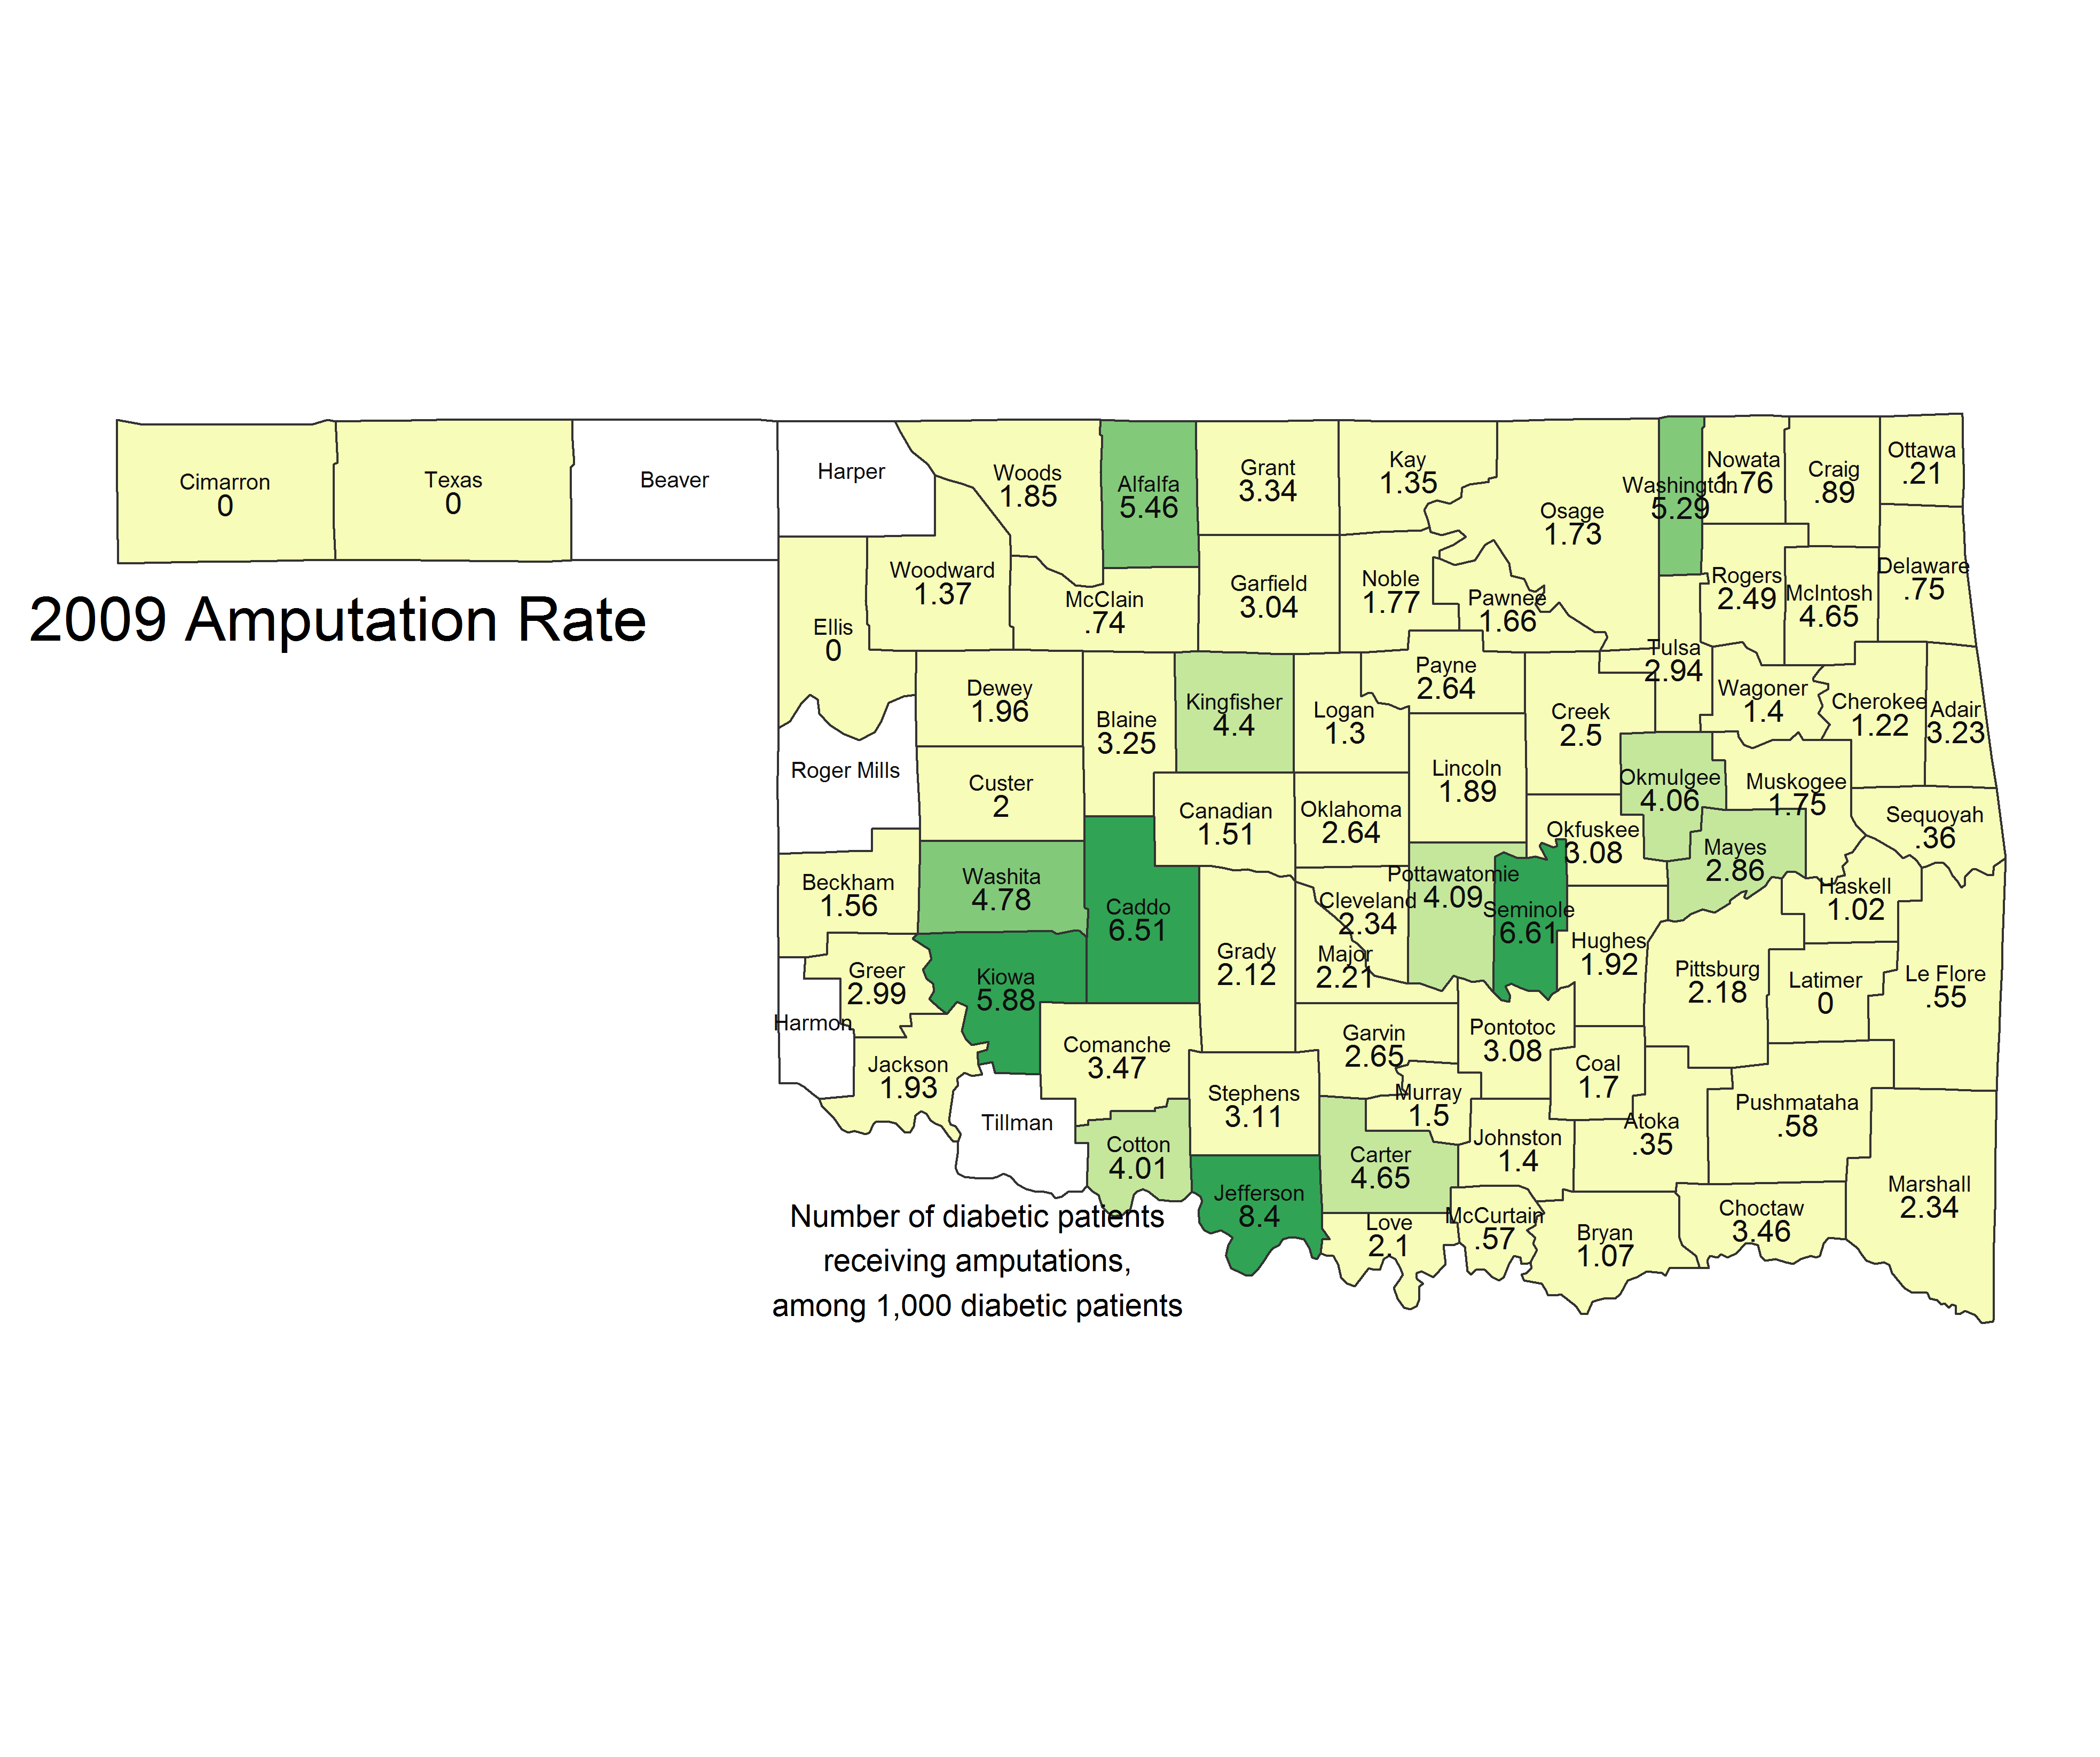 Cimarron
0
Texas
0
Beaver
Harper
Woods
1.85
Alfalfa
5.46
Grant
3.34
Kay
1.35
Osage
1.73
Washington
5.29
Nowata
1.76
Craig
.89
Ottawa
.21
2009 Amputation Rate
Ellis
0
Woodward
1.37
McClain
.74
Garfield
3.04
Noble
1.77
Pawnee
1.66
Rogers
2.49
McIntosh
4.65
Delaware
.75
Dewey
1.96
Blaine
3.25
Kingfisher
4.4
Logan
1.3
Payne
2.64
Creek
2.5
Tulsa
2.94
Wagoner
1.4
Cherokee
1.22
Adair
3.23
Roger Mills
Custer
2
Canadian
1.51
Oklahoma
2.64
Lincoln
1.89
Okfuskee
3.08
Okmulgee
4.06
Muskogee
1.75
Sequoyah
.36
Beckham
1.56
Washita
4.78
Caddo
6.51
Grady
2.12
Cleveland
2.34
Major
2.21
Pottawatomie
4.09
Seminole
6.61
Hughes
1.92
Mayes
2.86
Haskell
1.02
Pittsburg
2.18
Latimer
0
Le Flore
.55
Greer
2.99
Kiowa
5.88
Harmon
Jackson
1.93
Comanche
3.47
Garvin
2.65
Pontotoc
3.08
Coal
1.7
Tillman
Cotton
4.01
Stephens
3.11
Murray
1.5
Carter
4.65
Johnston
1.4
Atoka
.35
Pushmataha
.58
Jefferson
8.4
Love
2.1
McCurtain
.57
Bryan
1.07
Choctaw
3.46
Marshall
2.34
Number of diabetic patients
receiving amputations,
among 1,000 diabetic patients